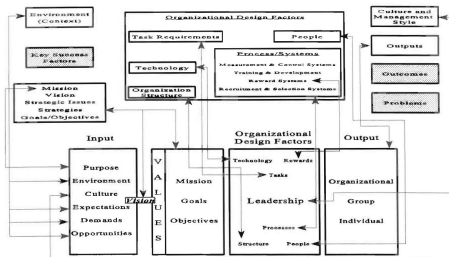 Environment
(Context)
Key Success
Factors
Mission
Vision
Strategic Issues
Strategies
Goals/Objectives
Organizational Design Factors
Task Requirements
People
Technology
Organization
Structure
Process/Systems
Measurement & Control Systems
Training & Development
Reward Systems
Recruitment & Selection Systems
Culture and
Management
Style
Outputs
Outcomes
Problems
Input
Purpose
Environment
Culture
Expectations
Demands
Opportunities
Vision
VALUES
Mission
Goals
Objectives
Organizational
Design Factors
Technology
Rewards
Tasks
Leadership
Processes
Structure
People
Output
Organizational
Group
Individual